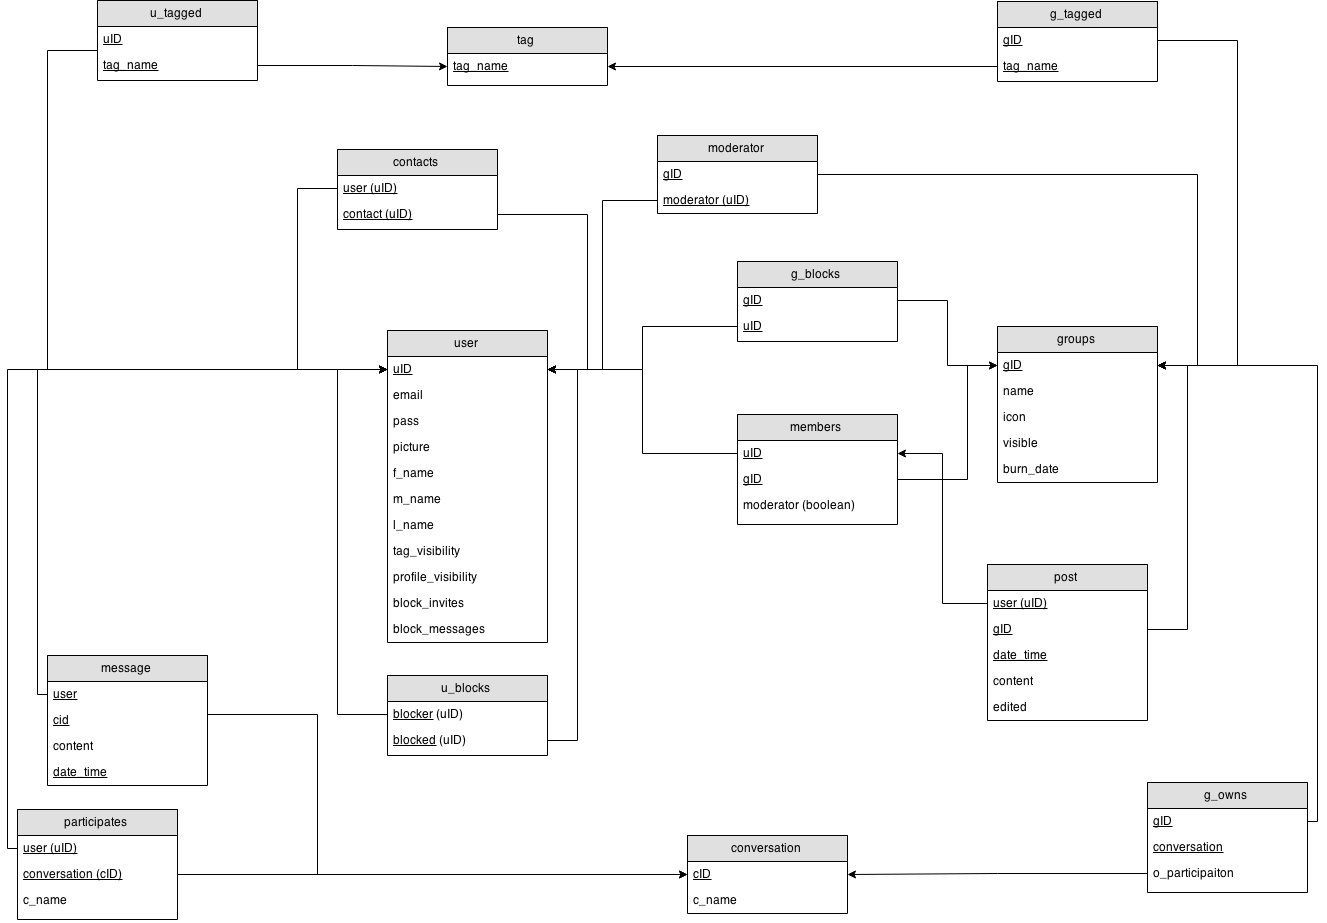 u_tagged
uID
tag_name
tag
tag_name
g_tagged
gID
tag_name
contacts
user (uID)
contact (uID)
moderator
gID
moderator (uID)
g_blocks
gID
uID
user
uID
email
pass
picture
f_name
m_name
l_name
tag_visibility
profile_visibility
block_invites
block_messages
groups
gID
name
icon
visible
burn_date
members
uID
gID
moderator (boolean)
post
user (uID)
gID
date_time
content
edited
message
user
cid
content
date_time
u_blocks
blocker (uID)
blocked (uID)
participates
user (uID)
conversation (cID)
c_name
conversation
cID
c_name
g_owns
gID
conversation
o_participaiton